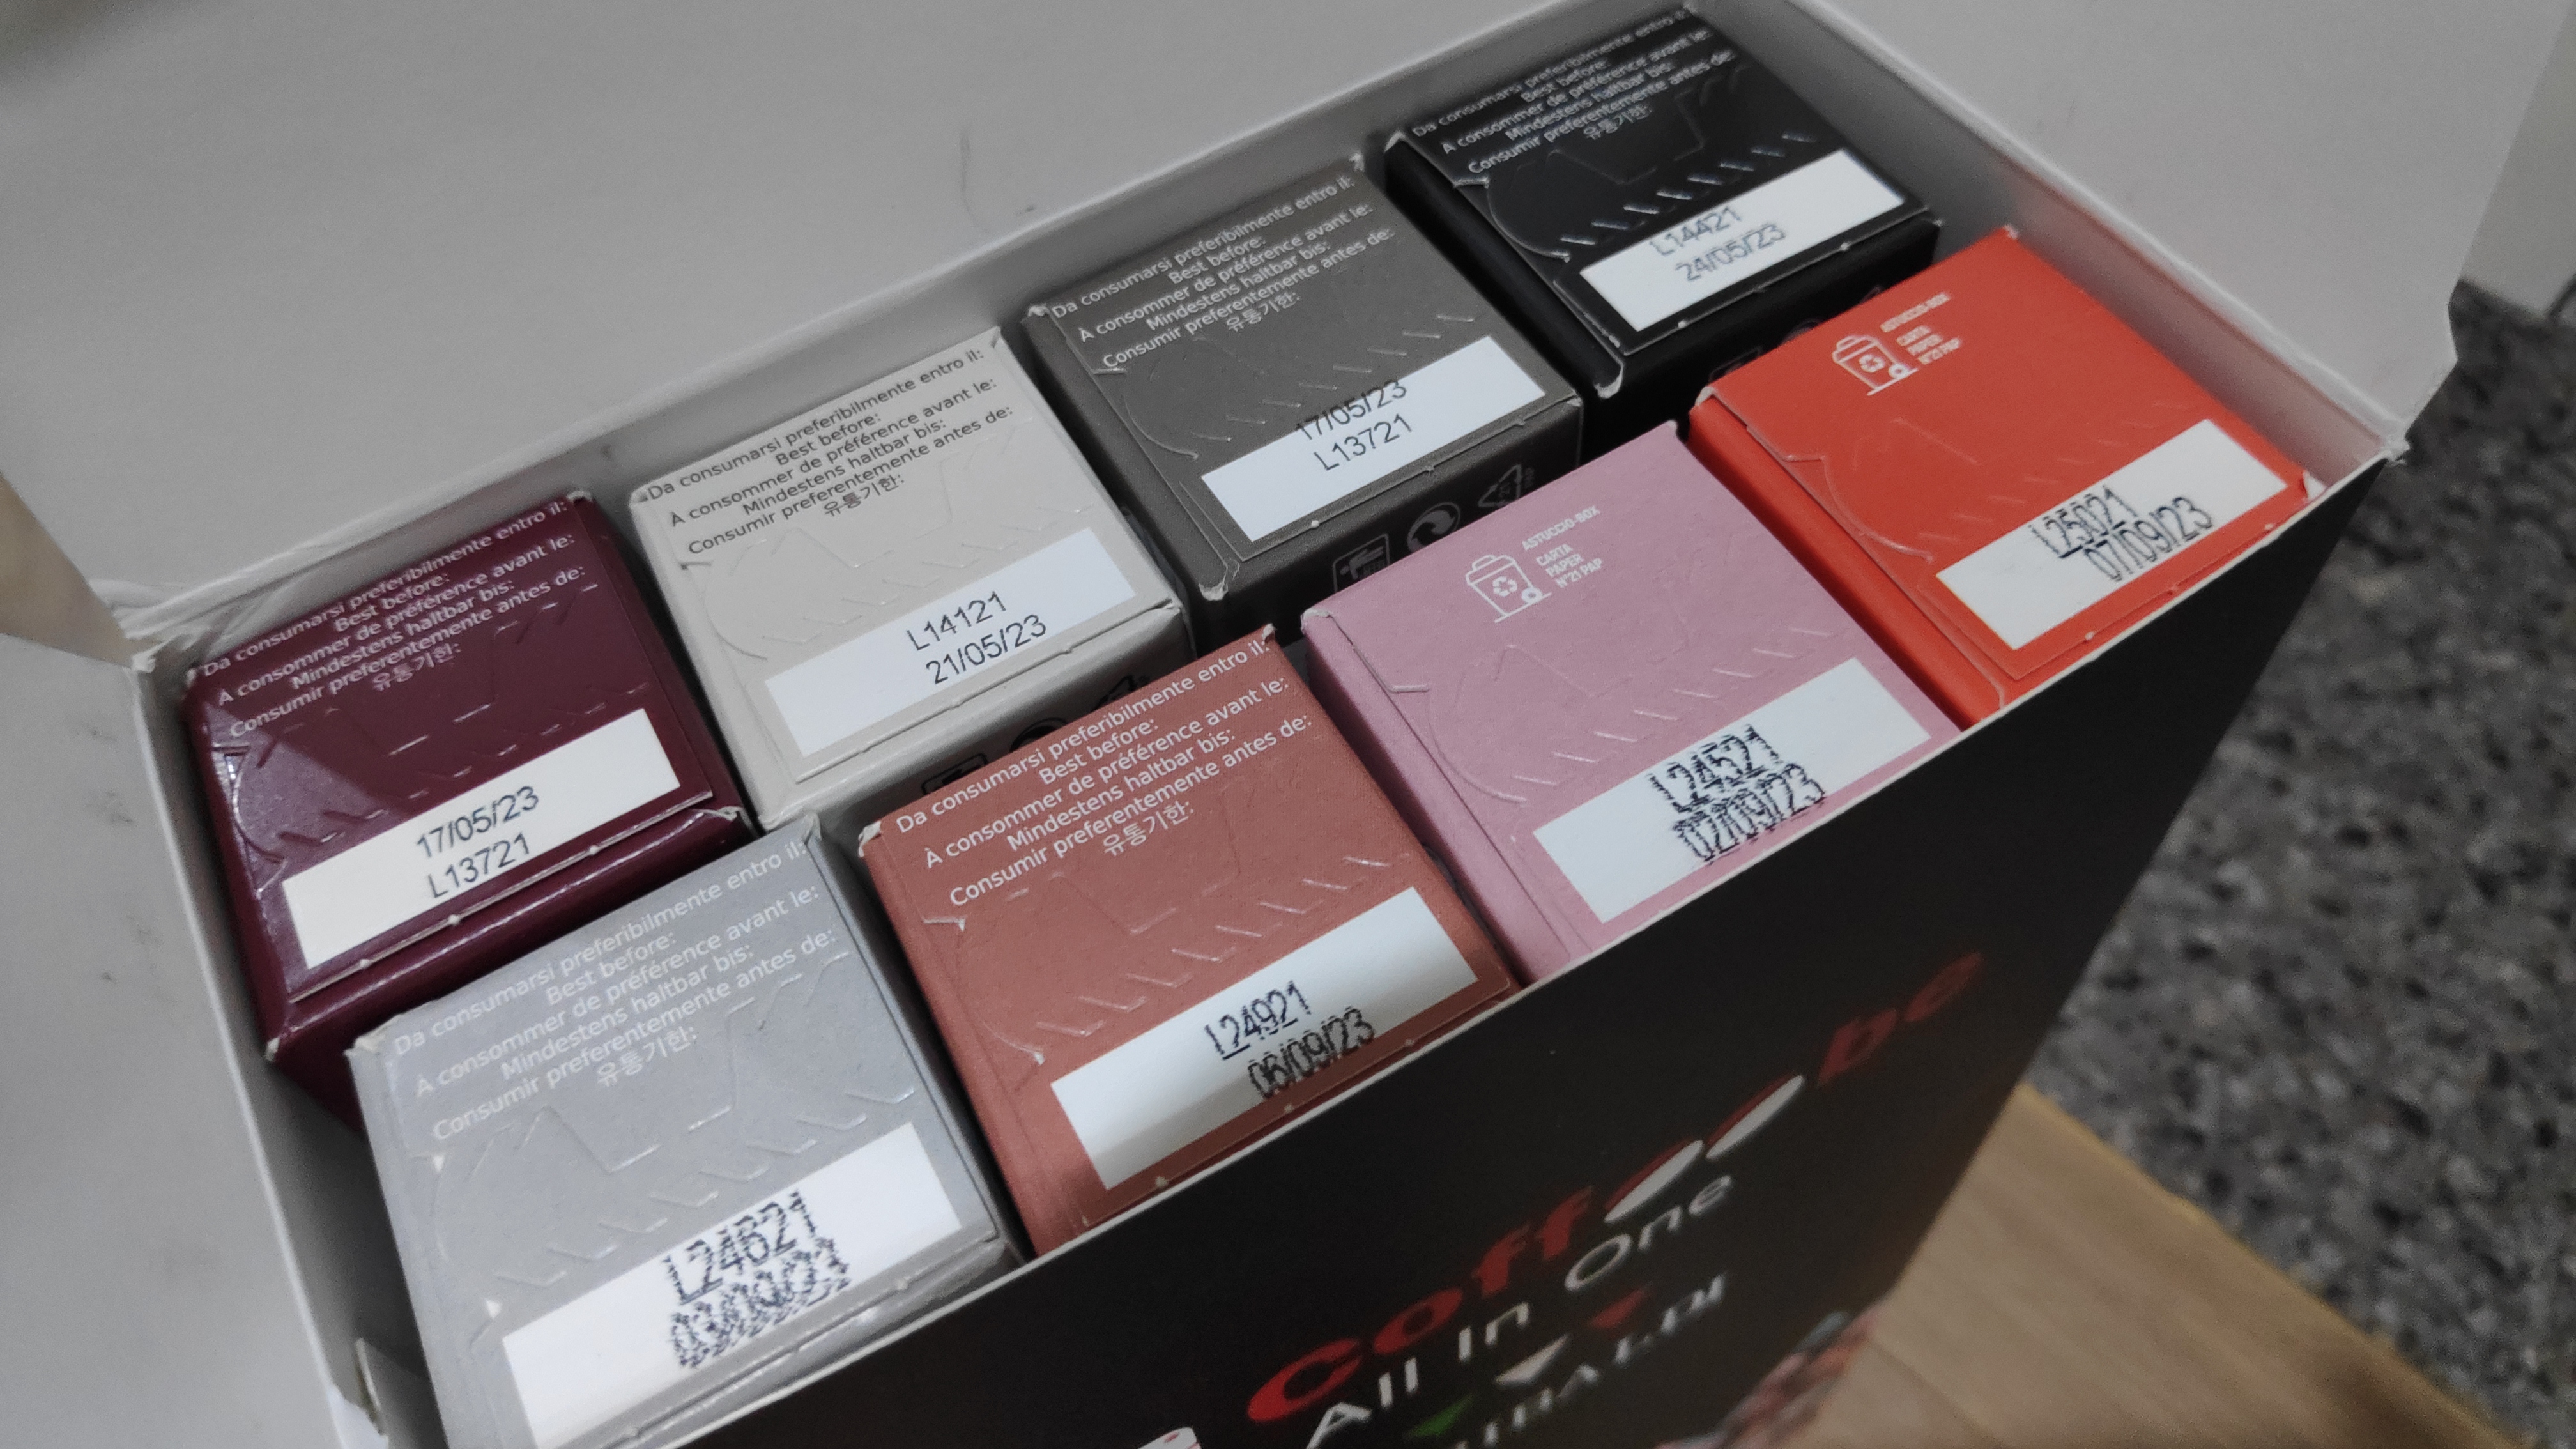 Da consumarsi preferibilmente entro il:
Best before:
À consommer de préférence avant le:
Mindestens haltbar bis:
Consumir preferentemente antes de:
유통기한:
17/05/23
L13721
Da consumarsi preferibilmente entro il:
Best before:
À consommer de préférence avant le:
Mindestens haltbar bis:
Consumir preferentemente antes de:
유통기한:
L14121
21/05/23
Da consumarsi preferibilmente entro il:
Best before:
À consommer de préférence avant le:
Mindestens haltbar bis:
Consumir preferentemente antes de:
유통기한:
17/05/23
L13721
Da consumarsi preferibilmente entro il:
Best before:
À consommer de préférence avant le:
Mindestens haltbar bis:
Consumir preferentemente antes de:
유통기한:
L14421
24/05/23
Da consumarsi preferibilmente entro il:
Best before:
À consommer de préférence avant le:
Mindestens haltbar bis:
Consumir preferentemente antes de:
유통기한:
L24621
Da consumarsi preferibilmente entro il:
Best before:
À consommer de préférence avant le:
Mindestens haltbar bis:
Consumir preferentemente antes de:
유통기한:
L24921
06/09/23
ASTUCCIO-BOX
CARTA
PAPER
N°21 PAP
L24521
02/09/23
ASTUCCIO-BOX
CARTA
PAPER
N°21 PAP
L25021
07/09/23
All In One